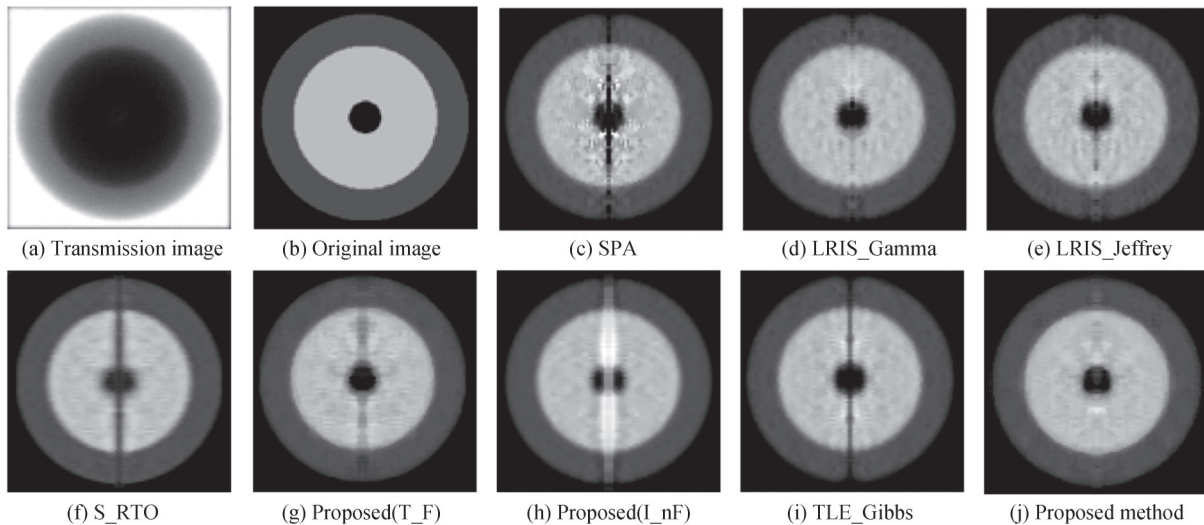 (a) Transmission image
(b) Original image
(c) SPA
(d) LRIS_Gamma
(e) LRIS_Jeffrey
(f) S_RTO
(g) Proposed(T_F)
(h) Proposed(I_nF)
(i) TLE_Gibbs
(j) Proposed method